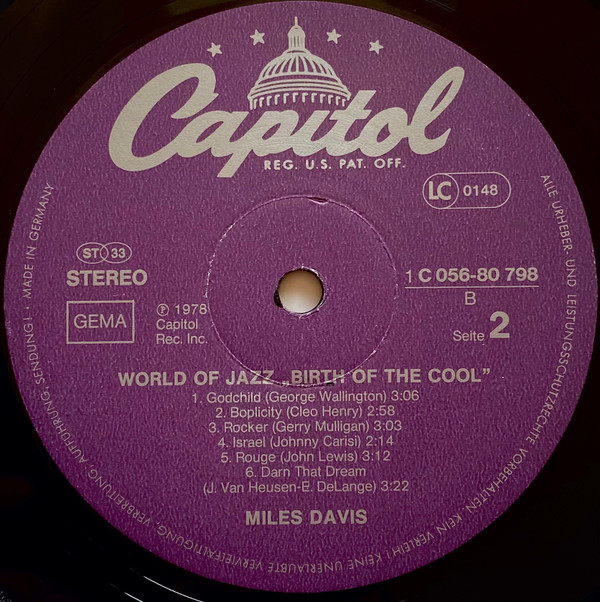 Capitol
REG. U.S. PAT. OFF.
LC 0148
ST 33
STEREO
GEMA
℗ 1978
Capitol
Rec. Inc.
1 C 056-80 798
B
Seite 2
WORLD OF JAZZ „BIRTH OF THE COOL”
1. Godchild (George Wallington) 3:06
2. Boplicity (Cleo Henry) 2:58
3. Rocker (Gerry Mulligan) 3:03
4. Israel (Johnny Carisi) 2:14
5. Rouge (John Lewis) 3:12
6. Darn That Dream
(J. Van Heusen-E. DeLange) 3:22
MILES DAVIS
ALLE URHEBER- UND LEISTUNGSSCHUTZRECHTE VORBEHALTEN. KEIN VERLEIH! KEINE UNERLAUBTE VERVIELFÄLTIGUNG, VERBREITUNG, AUFFÜHRUNG, SENDUNG! · MADE IN GERMANY